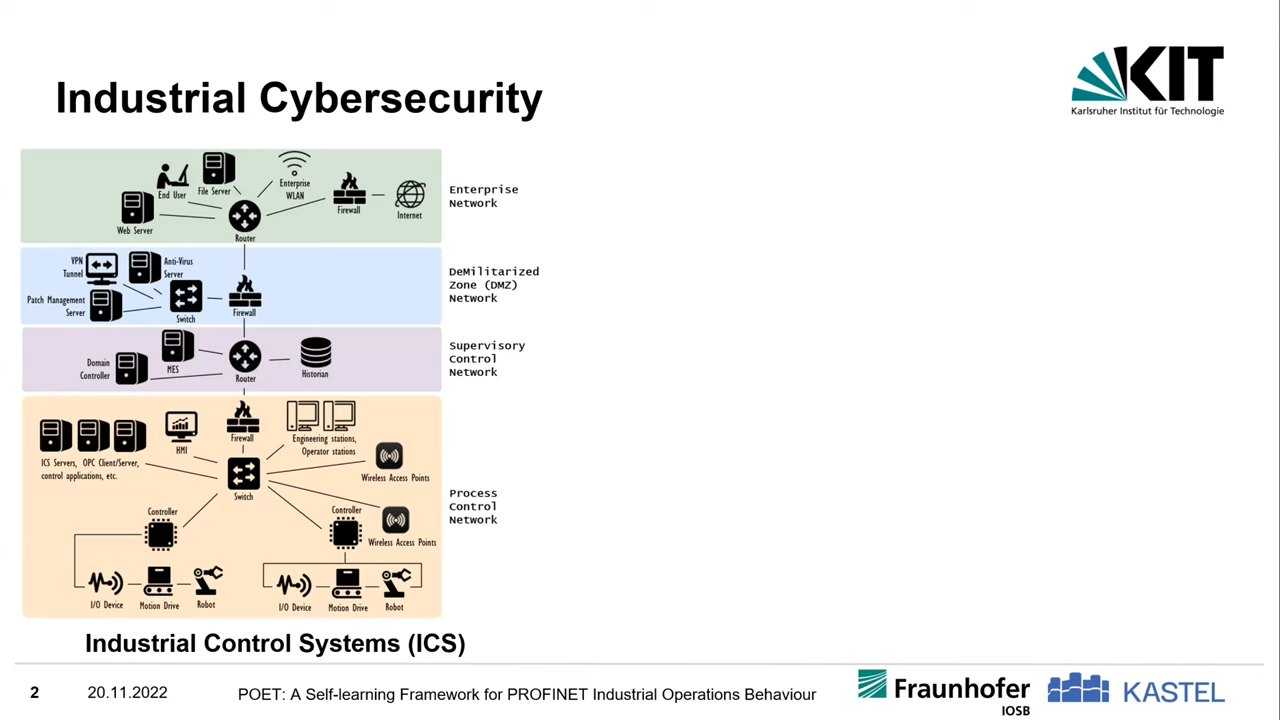 Industrial Cybersecurity
KIT
Karlsruher Institut für Technologie
End User
File Server
Enterprise
WLAN
Firewall
Internet
Web Server
Router
Enterprise
Network
VPN
Tunnel
Anti-Virus
Server
Patch Management
Server
Switch
Firewall
DeMilitarized
Zone (DMZ)
Network
Domain
Controller
MES
Router
Historian
Supervisory
Control
Network
ICS Servers, OPC Client/Server,
control applications, etc.
HMI
Firewall
Engineering stations,
Operator stations
Wireless Access Points
Switch
Controller
Controller
Wireless Access Points
I/O Device
Motion Drive
Robot
I/O Device
Motion Drive
Robot
Process
Control
Network
Industrial Control Systems (ICS)
2
20.11.2022
POET: A Self-learning Framework for PROFINET Industrial Operations Behaviour
Fraunhofer
IOSB
KASTEL